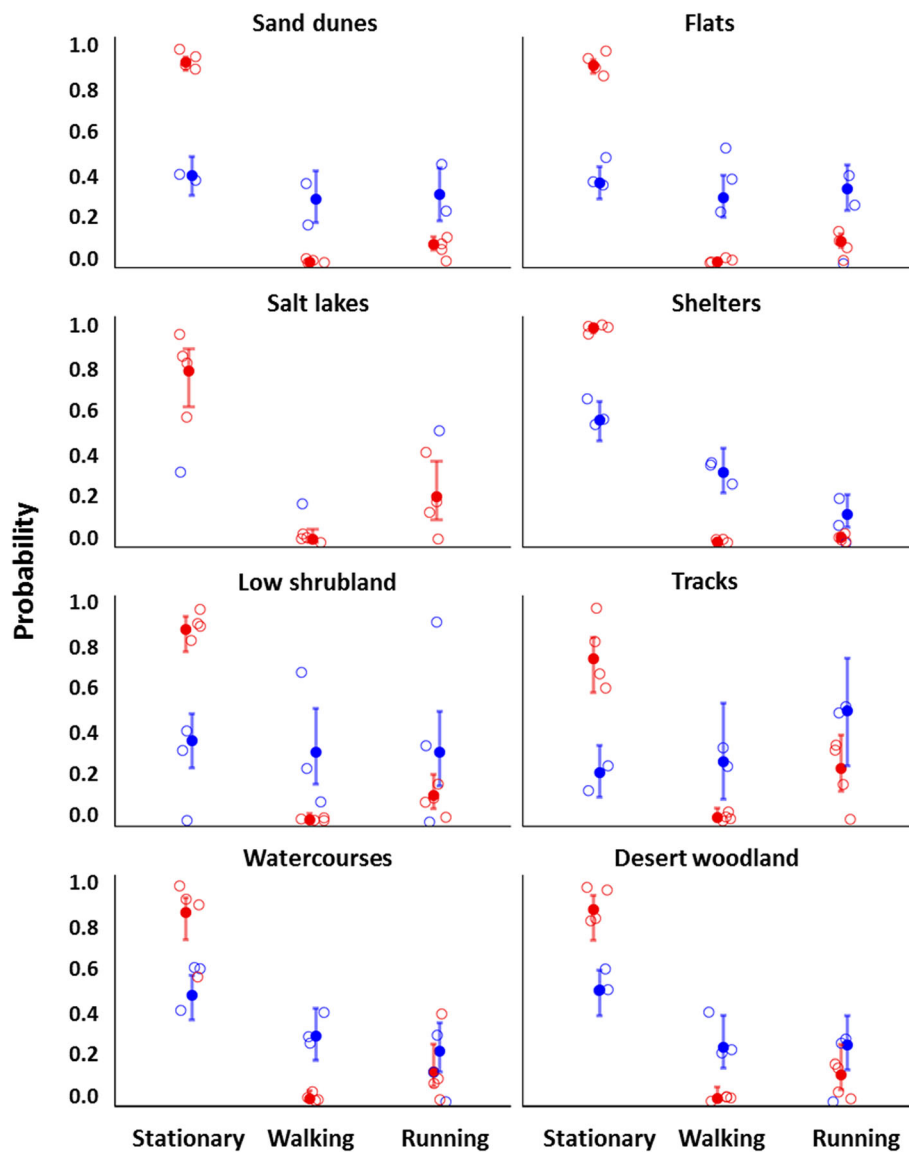 Sand dunes
Flats
1.0
0.8
0.6
0.4
0.2
0.0
Salt lakes
Shelters
1.0
0.8
0.6
0.4
0.2
0.0
Probability
Low shrubland
Tracks
1.0
0.8
0.6
0.4
0.2
0.0
Watercourses
Desert woodland
1.0
0.8
0.6
0.4
0.2
0.0
Stationary Walking Running
Stationary Walking Running